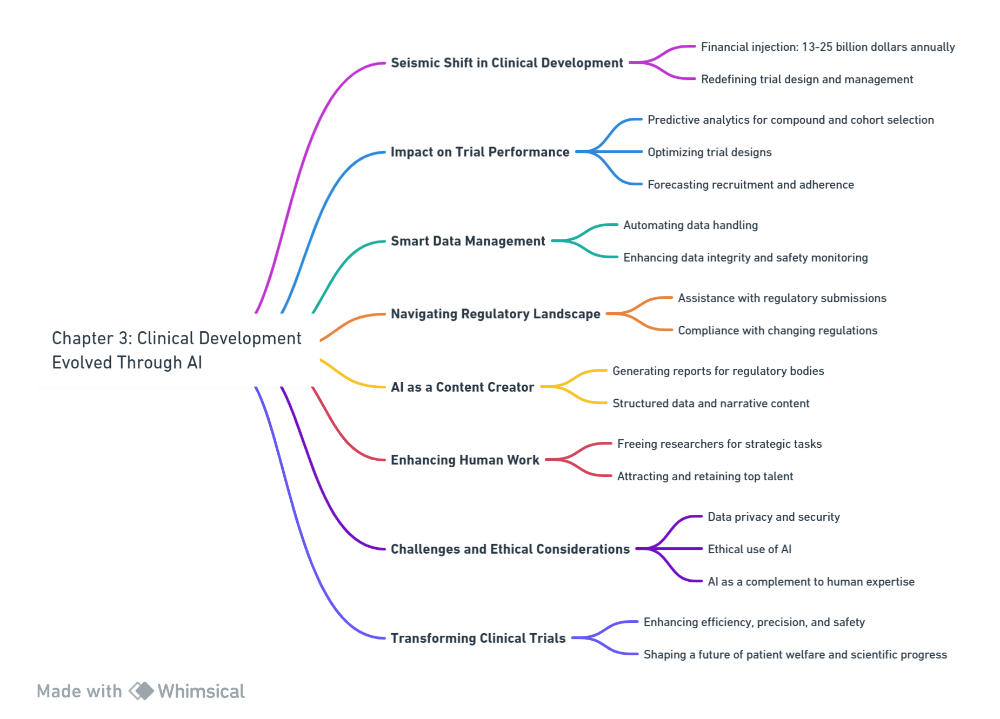 Chapter 3: Clinical Development
Evolved Through AI
Seismic Shift in Clinical Development
Financial injection: 13-25 billion dollars annually
Redefining trial design and management
Impact on Trial Performance
Predictive analytics for compound and cohort selection
Optimizing trial designs
Forecasting recruitment and adherence
Smart Data Management
Automating data handling
Enhancing data integrity and safety monitoring
Navigating Regulatory Landscape
Assistance with regulatory submissions
Compliance with changing regulations
AI as a Content Creator
Generating reports for regulatory bodies
Structured data and narrative content
Enhancing Human Work
Freeing researchers for strategic tasks
Attracting and retaining top talent
Challenges and Ethical Considerations
Data privacy and security
Ethical use of AI
AI as a complement to human expertise
Transforming Clinical Trials
Enhancing efficiency, precision, and safety
Shaping a future of patient welfare and scientific progress
Made with Whimsical